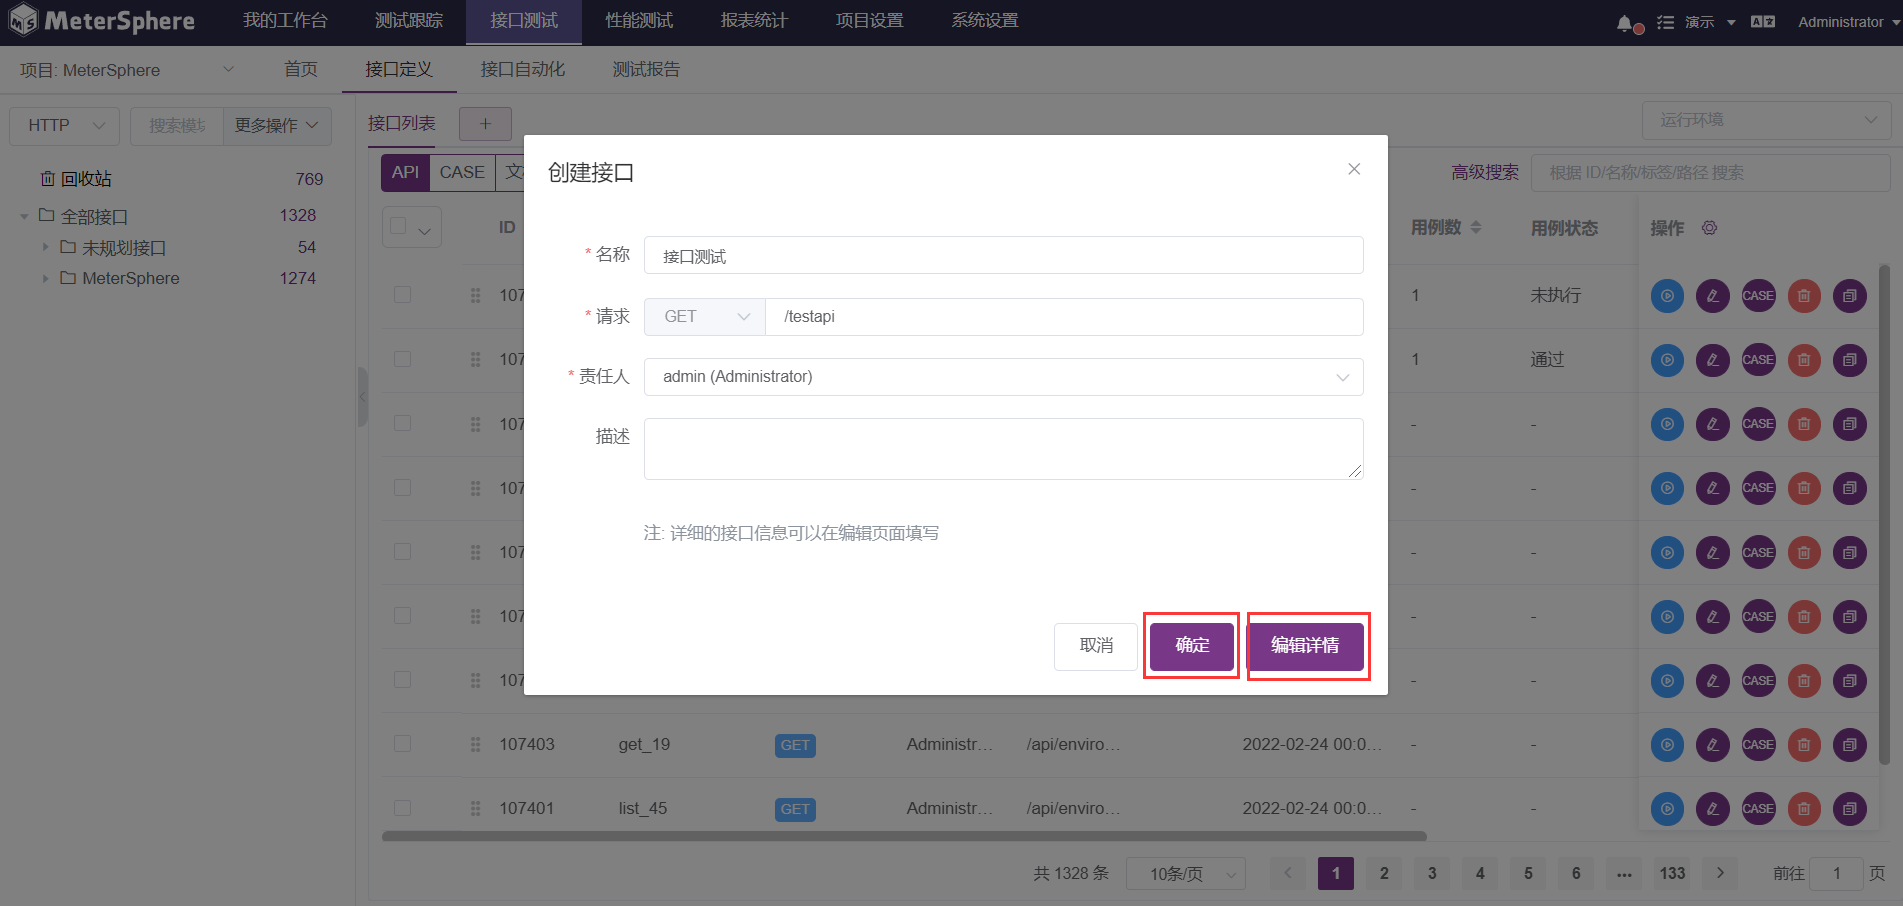 MeterSphere 我的工作台 测试跟踪 接口测试 性能测试 报表统计 项目设置 系统设置 演示 Administrator
项目: MeterSphere 首页 接口定义 接口自动化 测试报告
HTTP 搜索模块 更多操作
回收站 769
全部接口 1328
未规划接口 54
MeterSphere 1274
接口列表 + 运行环境
API CASE 高级搜索 根据 ID/名称/标签/路径 搜索
ID 用例数 用例状态 操作
创建接口
* 名称 接口测试
* 请求 GET /testapi
* 责任人 admin (Administrator)
描述
注: 详细的接口信息可以在编辑页面填写
取消 确定 编辑详情
107 1 未执行 CASE
107 1 通过 CASE
107 - - CASE
107 - - CASE
107 - - CASE
107 - - CASE
107 - - CASE
107403 get_19 GET Administr... /api/enviro... 2022-02-24 00:0... - - CASE
107401 list_45 GET Administr... /api/enviro... 2022-02-24 00:0... - - CASE
共 1328 条 10条/页 1 2 3 4 5 6 ... 133 前往 1 页